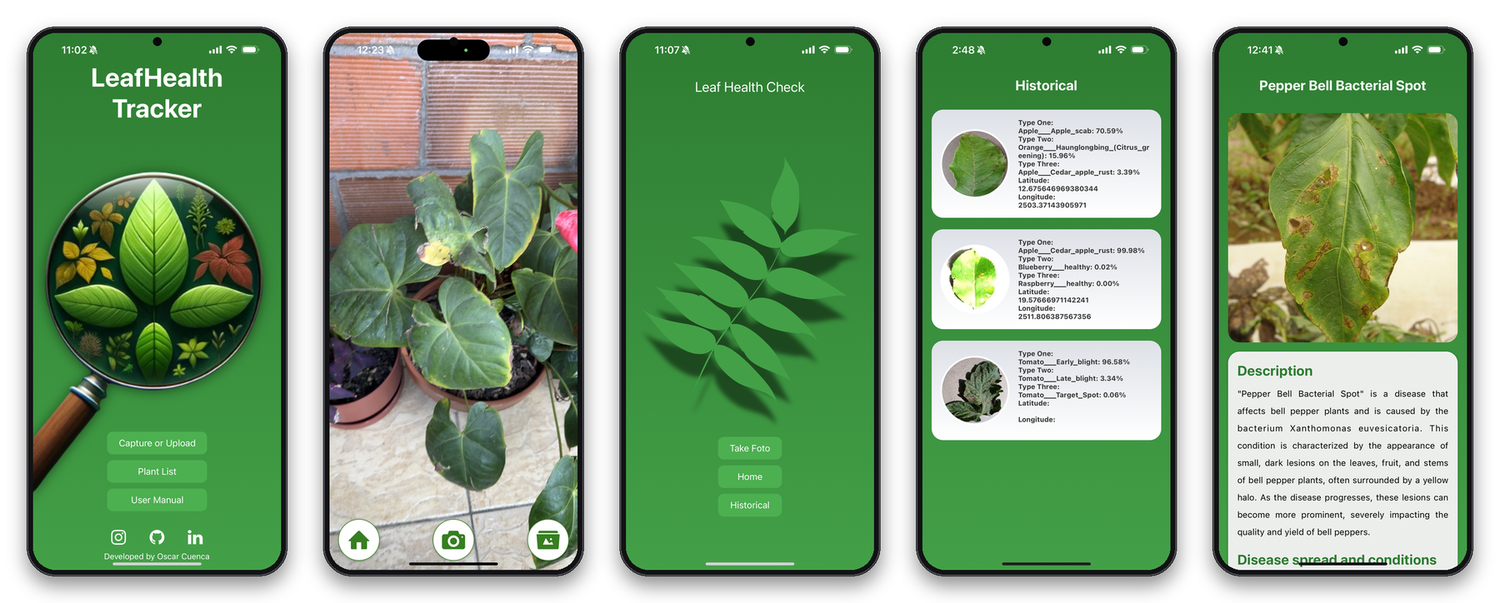 11:02
LeafHealth
Tracker
Capture or Upload
Plant List
User Manual
in
Developed by Oscar Cuenca
12:23
11:07
Leaf Health Check
Take Foto
Home
Historical
2:48
Historical
Type One:
Apple___Apple_scab: 70.59%
Type Two:
Orange___Haunglongbing_(Citrus_gr
eening): 15.96%
Type Three:
Apple___Cedar_apple_rust: 3.39%
Latitude:
12.675646969380344
Longitude:
2503.37143905971
Type One:
Apple___Cedar_apple_rust: 99.98%
Type Two:
Blueberry___healthy: 0.02%
Type Three:
Raspberry___healthy: 0.00%
Latitude:
19.57666971142241
Longitude:
2511.806387567356
Type One:
Tomato___Early_blight: 96.58%
Type Two:
Tomato___Late_blight: 3.34%
Type Three:
Tomato___Target_Spot: 0.06%
Latitude:
Longitude:
12:41
Pepper Bell Bacterial Spot
Description
"Pepper Bell Bacterial Spot" is a disease that
affects bell pepper plants and is caused by the
bacterium Xanthomonas euvesicatoria. This
condition is characterized by the appearance of
small, dark lesions on the leaves, fruit, and stems
of bell pepper plants, often surrounded by a yellow
halo. As the disease progresses, these lesions can
become more prominent, severely impacting the
quality and yield of bell peppers.
Disease spread and conditions